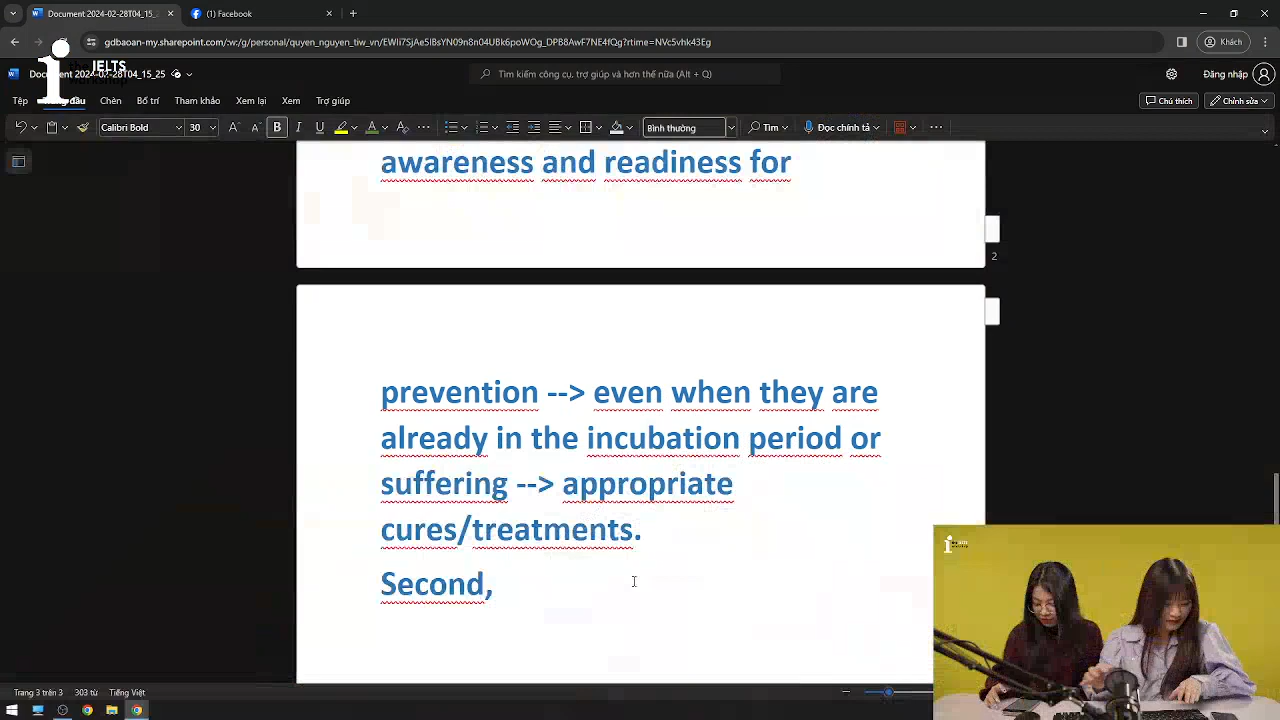 Document 2024-02-28T04_15_2
(1) Facebook
gdbaoan-my.sharepoint.com/:w:/g/personal/quyen_nguyen_tiw_vn/EWIi7SjAe5lBsYN09n8n04UBk6poWOg_DPB8AwF7NE4fQg?rtime=NVc5vhk43Eg
Khách
IELTS
Document 2024-02-28T04_15_25
Tìm kiếm công cụ, trợ giúp và hơn thế nữa (Alt + Q)
Đăng nhập
Tệp
Chèn
Bố trí
Tham khảo
Xem lại
Xem
Trợ giúp
Chú thích
Chỉnh sửa
Calibri Bold
30
B
I
U
Bình thường
Tìm
Đọc chính tả
awareness and readiness for
2
prevention --> even when they are
already in the incubation period or
suffering --> appropriate
cures/treatments.
Second,
Trang 3 trên 3
303 từ
Tiếng Việt